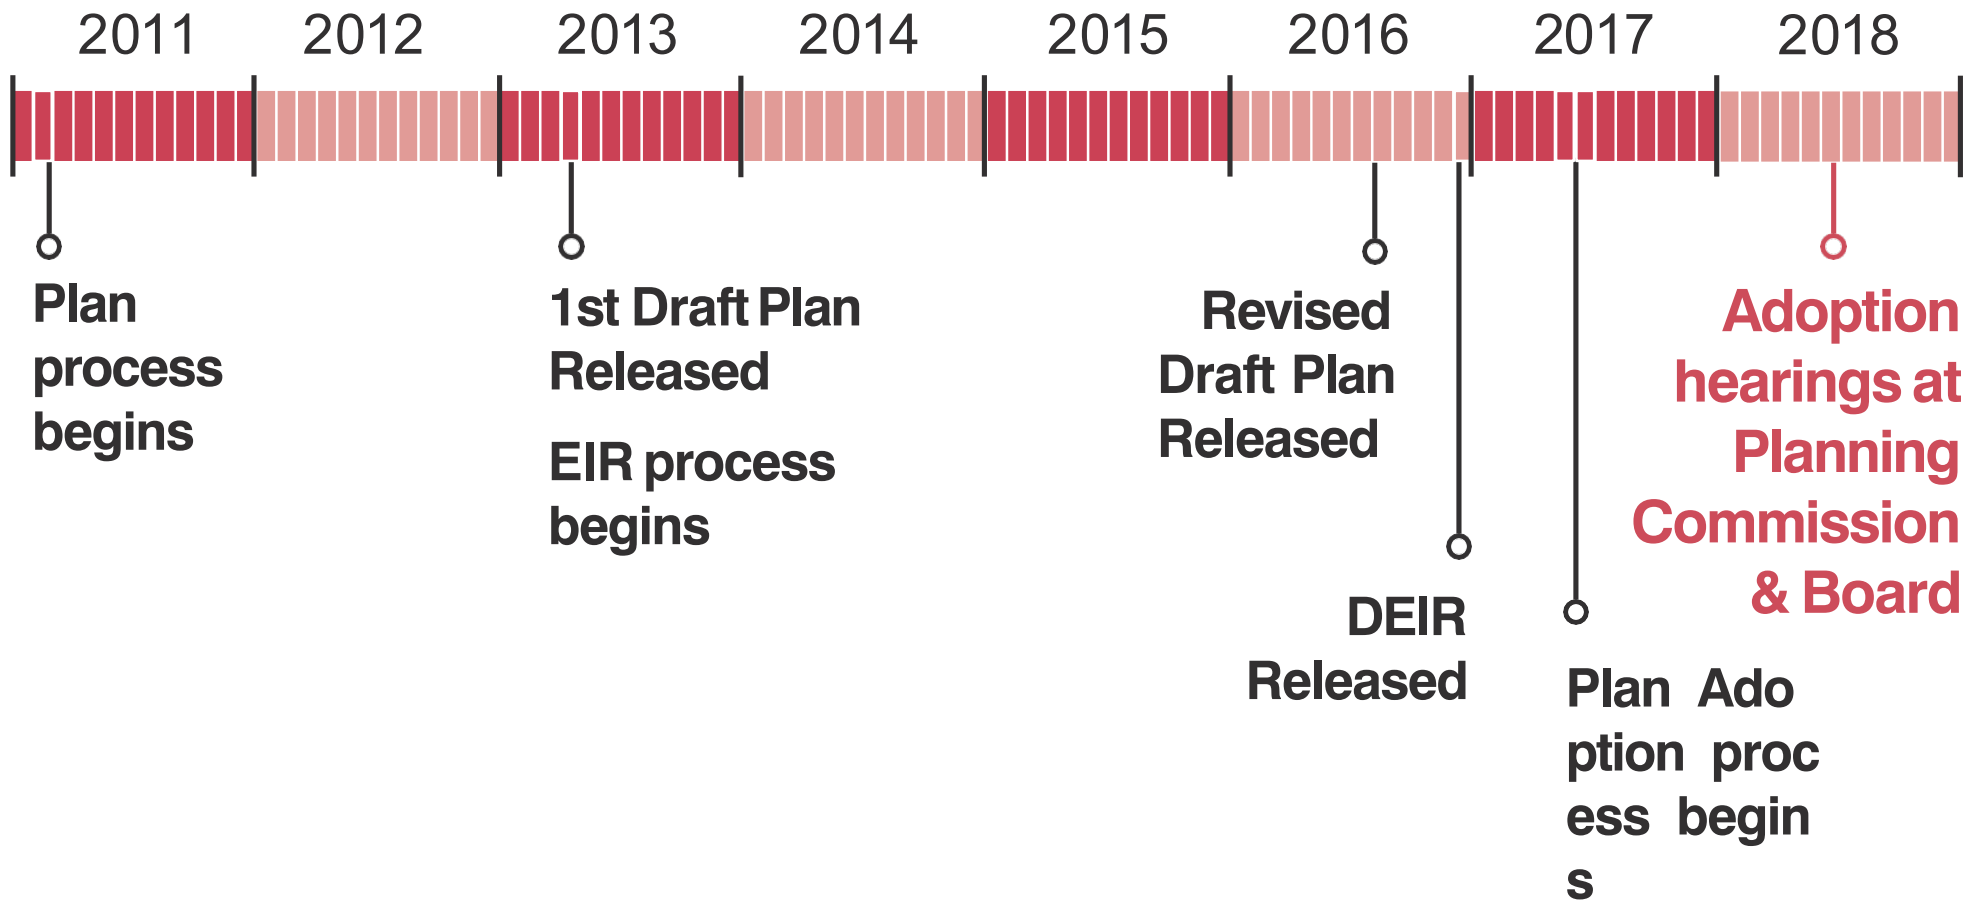 2011 2012 2013 2014 2015 2016 2017 2018
Plan
process
begins
1st Draft Plan
Released
EIR process
begins
Revised
Draft Plan
Released
DEIR
Released
Plan Ado
ption proc
ess begin
s
Adoption
hearings at
Planning
Commission
& Board